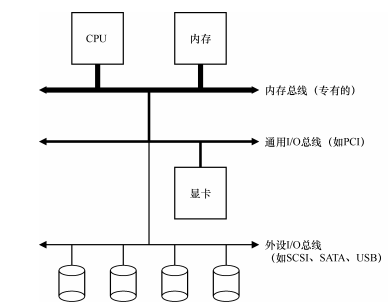 CPU
内存
内存总线（专有的）
通用I/O总线（如PCI）
显卡
外设I/O总线
（如SCSI、SATA、USB）